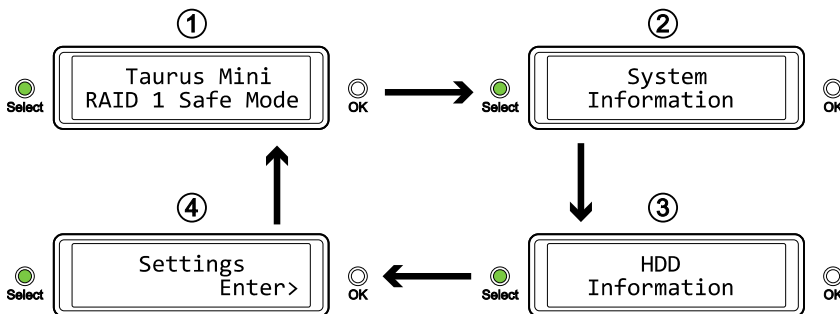 ①
Taurus Mini
RAID 1 Safe Mode
Select
OK
②
System
Information
Select
OK
③
HDD
Information
Select
OK
④
Settings
Enter>
Select
OK